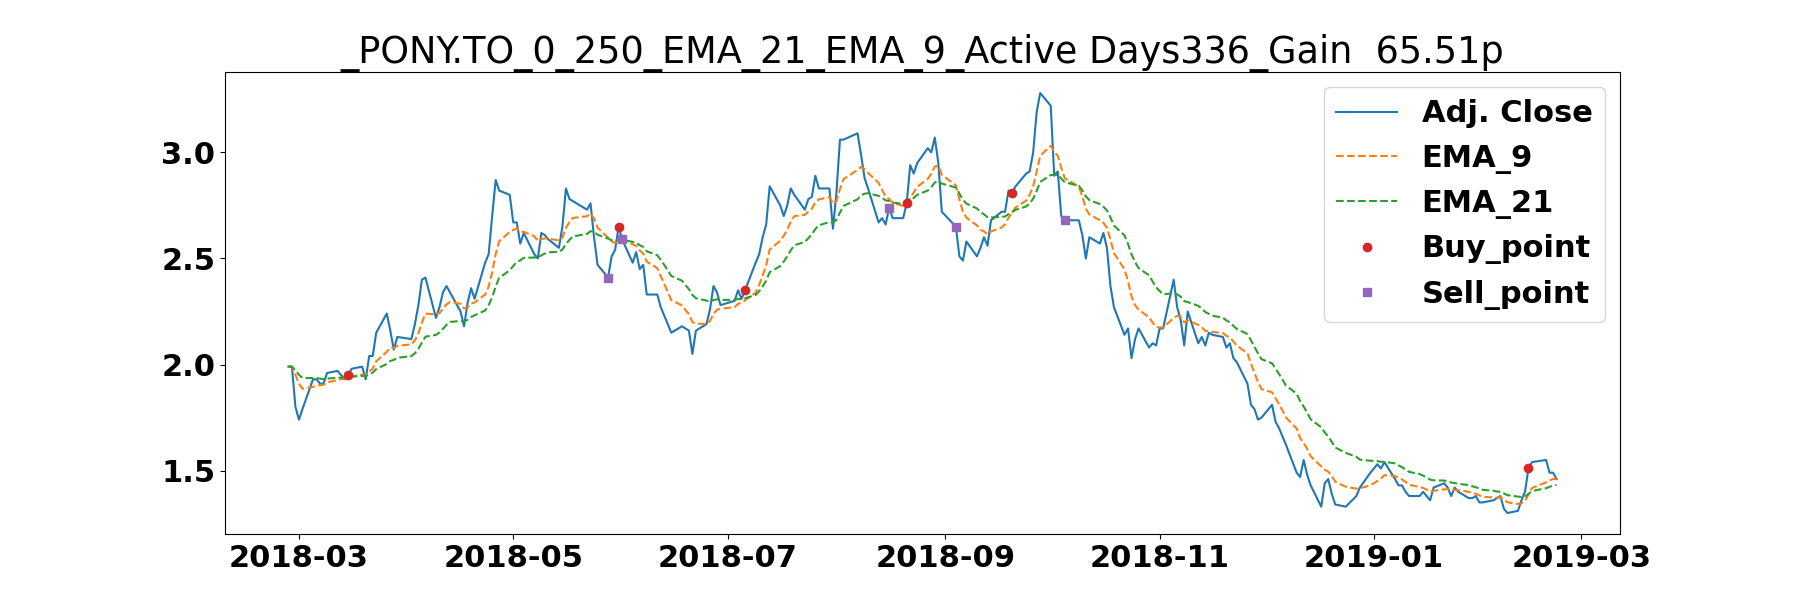 _PONY.TO_0_250_EMA_21_EMA_9_Active Days336_Gain  65.51p
Adj. Close
EMA_9
EMA_21
Buy_point
Sell_point
3.0
2.5
2.0
1.5
2018-03 2018-05 2018-07 2018-09 2018-11 2019-01 2019-03